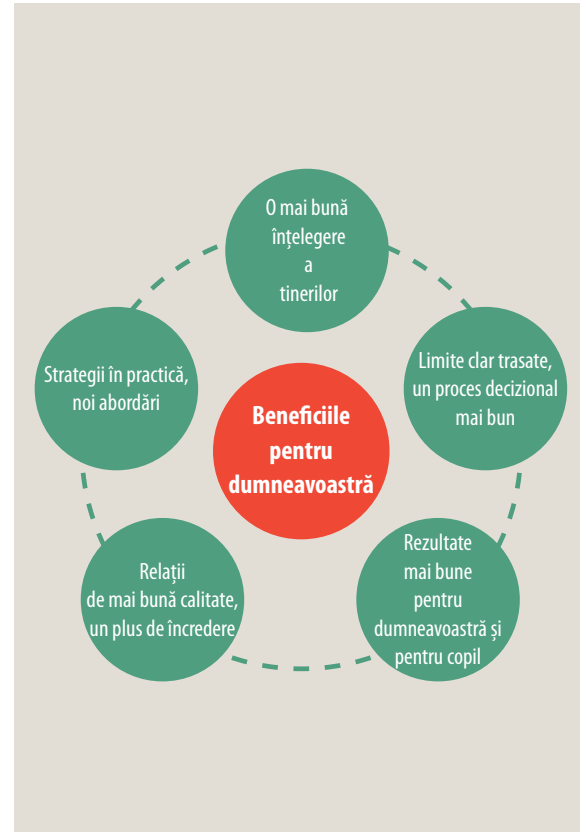 O mai bună
înțelegere
a
tinerilor
Limite clar trasate,
un proces decizional
mai bun
Rezultate
mai bune
pentru
dumneavoastră și
pentru copil
Relații
de mai bună calitate,
un plus de încredere
Strategii în practică,
noi abordări
Beneficiile
pentru
dumneavoastră